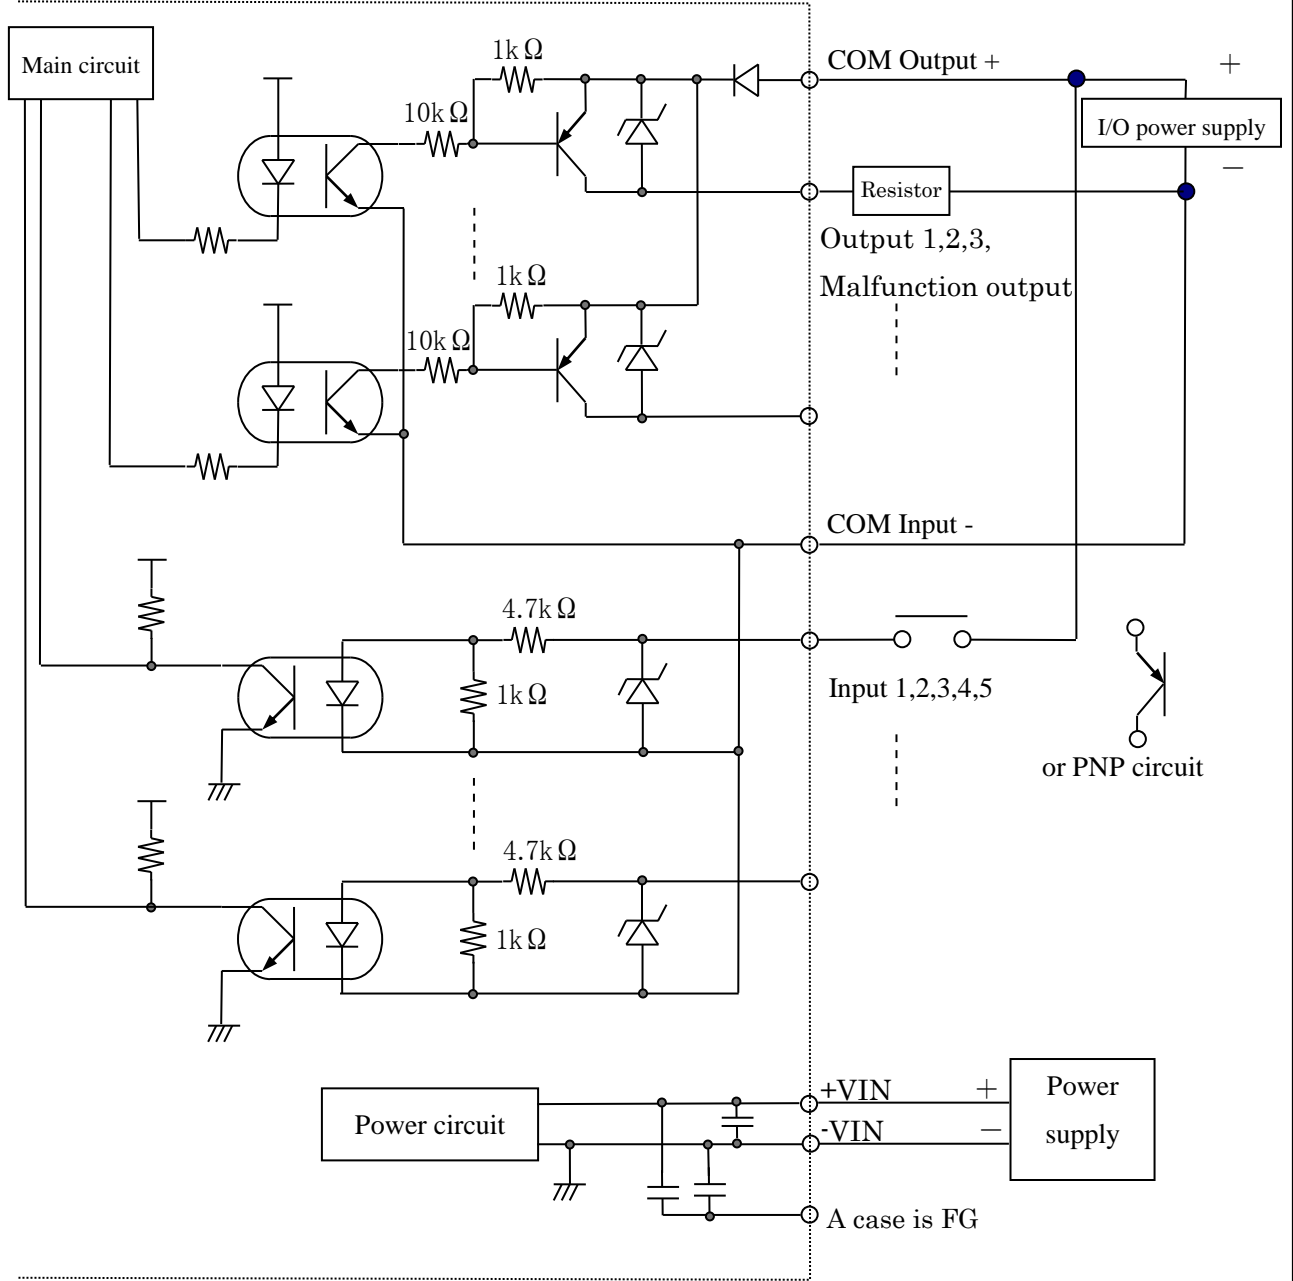 Main circuit
1kΩ
COM Output +
+
10kΩ
I/O power supply
−
Resistor
Output 1,2,3,
1kΩ
Malfunction output
10kΩ
COM Input -
4.7kΩ
1kΩ
Input 1,2,3,4,5
or PNP circuit
4.7kΩ
1kΩ
+VIN
+
Power
Power circuit
-VIN
−
supply
A case is FG